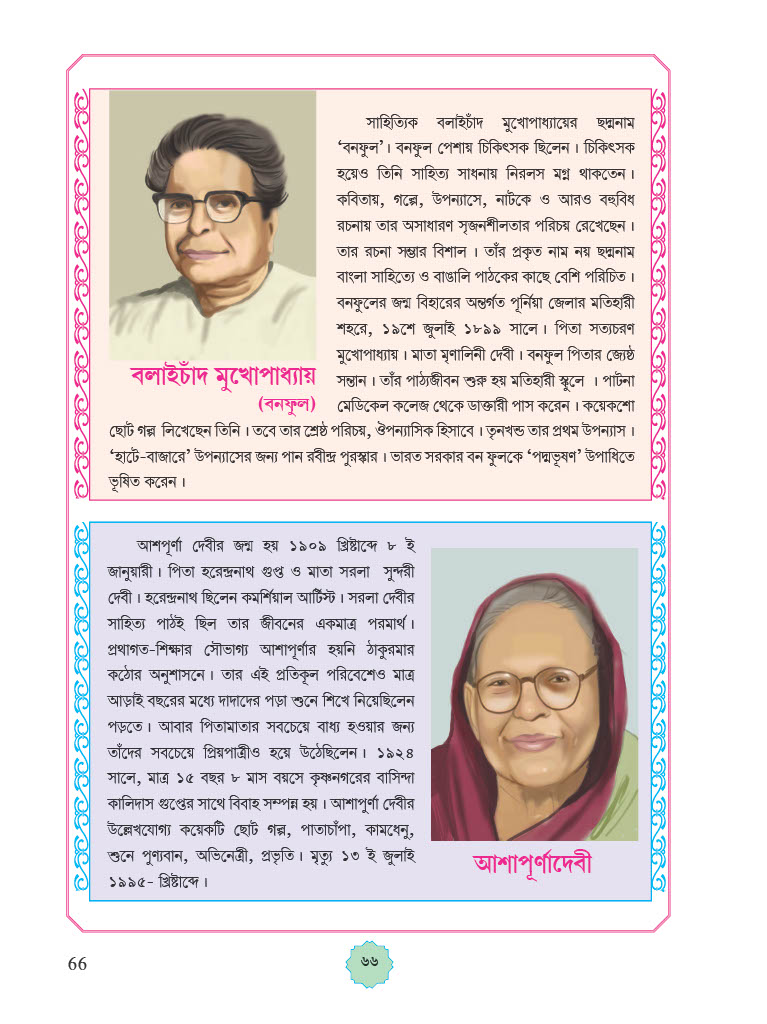 সাহিত্যিক বলাইচাঁদ মুখোপাধ্যায়ের ছদ্মনাম
‘বনফুল’। বনফুল পেশায় চিকিৎসক ছিলেন। চিকিৎসক
হয়েও তিনি সাহিত্য সাধনায় নিরলস মগ্ন থাকতেন।
কবিতায়, গল্পে, উপন্যাসে, নাটকে ও আরও বহুবিধ
রচনায় তার অসাধারণ সৃজনশীলতার পরিচয় রেখেছেন।
তার রচনা সম্ভার বিশাল । তাঁর প্রকৃত নাম নয় ছদ্মনাম
বাংলা সাহিত্যে ও বাঙালি পাঠকের কাছে বেশি পরিচিত।
বনফুলের জন্ম বিহারের অন্তর্গত পূর্নিয়া জেলার মতিহারী
শহরে, ১৯শে জুলাই ১৮৯৯ সালে। পিতা সত্যচরণ
মুখোপাধ্যায়। মাতা মৃণালিনী দেবী। বনফুল পিতার জ্যেষ্ঠ
সন্তান। তাঁর পাঠ্যজীবন শুরু হয় মতিহারী স্কুলে । পাটনা
মেডিকেল কলেজ থেকে ডাক্তারী পাস করেন। কয়েকশো
ছোট গল্প লিখেছেন তিনি। তবে তার শ্রেষ্ঠ পরিচয়, ঔপন্যাসিক হিসাবে। তৃনখন্ড তার প্রথম উপন্যাস।
‘হাটে-বাজারে’ উপন্যাসের জন্য পান রবীন্দ্র পুরস্কার। ভারত সরকার বন ফুলকে ‘পদ্মভূষণ’ উপাধিতে
ভূষিত করেন।
বলাইচাঁদ মুখোপাধ্যায়
(বনফুল)
আশপূর্ণা দেবীর জন্ম হয় ১৯০৯ খ্রিষ্টাব্দে ৮ ই
জানুয়ারী। পিতা হরেন্দ্রনাথ গুপ্ত ও মাতা সরলা সুন্দরী
দেবী। হরেন্দ্রনাথ ছিলেন কমর্শিয়াল আর্টিস্ট। সরলা দেবীর
সাহিত্য পাঠই ছিল তার জীবনের একমাত্র পরমার্থ।
প্রথাগত-শিক্ষার সৌভাগ্য আশাপূর্ণার হয়নি ঠাকুরমার
কঠোর অনুশাসনে। তার এই প্রতিকূল পরিবেশেও মাত্র
আড়াই বছরের মধ্যে দাদাদের পড়া শুনে শিখে নিয়েছিলেন
পড়তে। আবার পিতামাতার সবচেয়ে বাধ্য হওয়ার জন্য
তাঁদের সবচেয়ে প্রিয়পাত্রীও হয়ে উঠেছিলেন। ১৯২৪
সালে, মাত্র ১৫ বছর ৮ মাস বয়সে কৃষ্ণনগরের বাসিন্দা
কালিদাস গুপ্তের সাথে বিবাহ সম্পন্ন হয়। আশাপুর্ণা দেবীর
উল্লেখযোগ্য কয়েকটি ছোট গল্প, পাতাচাঁপা, কামধেনু,
শুনে পুণ্যবান, অভিনেত্রী, প্রভৃতি। মৃত্যু ১৩ ই জুলাই
১৯৯৫- খ্রিষ্টাব্দে।
আশাপূর্ণাদেবী
66
৬৬